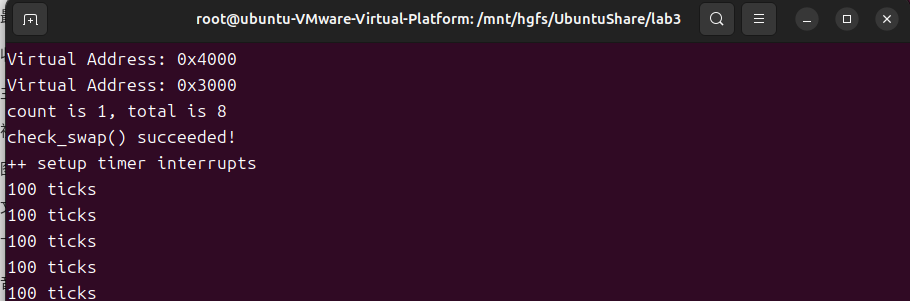 root@ubuntu-VMware-Virtual-Platform: /mnt/hgfs/UbuntuShare/lab3
Virtual Address: 0x4000
Virtual Address: 0x3000
count is 1, total is 8
check_swap() succeeded!
++ setup timer interrupts
100 ticks
100 ticks
100 ticks
100 ticks
100 ticks